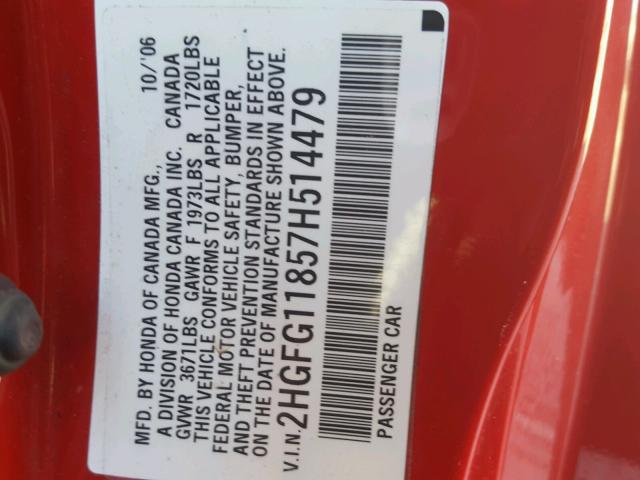 MFD. BY HONDA OF CANADA MFG., 10/'06
A DIVISION OF HONDA CANADA INC. CANADA
GVWR 3671LBS GAWR F 1973LBS R 1720LBS
THIS VEHICLE CONFORMS TO ALL APPLICABLE
FEDERAL MOTOR VEHICLE SAFETY, BUMPER,
AND THEFT PREVENTION STANDARDS IN EFFECT
ON THE DATE OF MANUFACTURE SHOWN ABOVE.
V.I.N. 2HGFG11857H514479
PASSENGER CAR